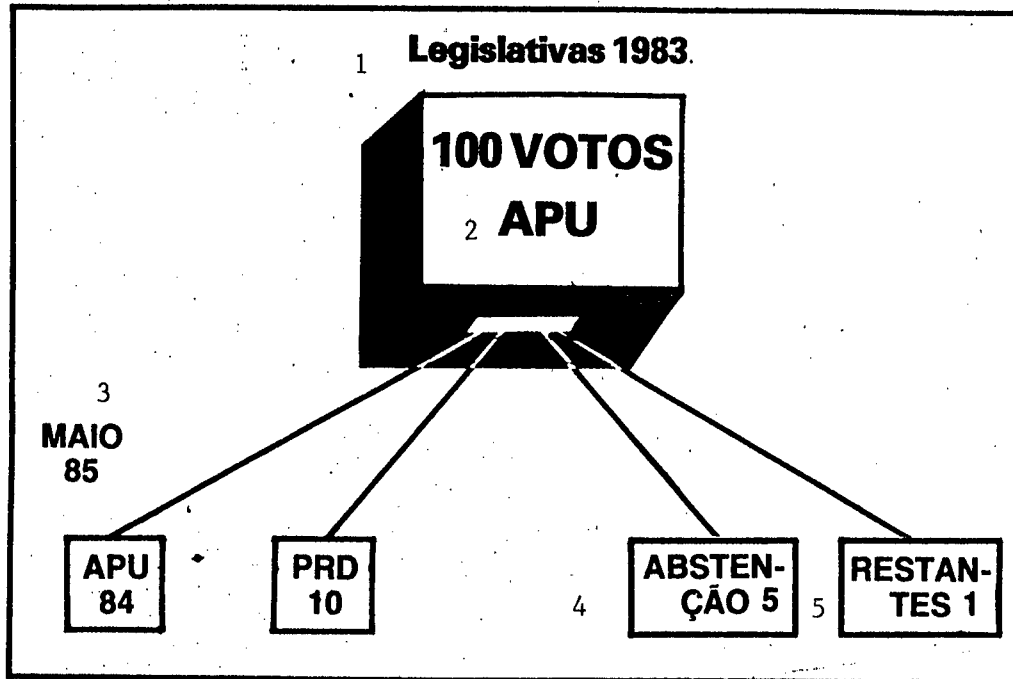 1 Legislativas 1983.
100 VOTOS
2 APU
3
MAIO
85
APU
84
PRD
10
4
ABSTEN-
ÇÃO 5
5
RESTAN-
TES 1